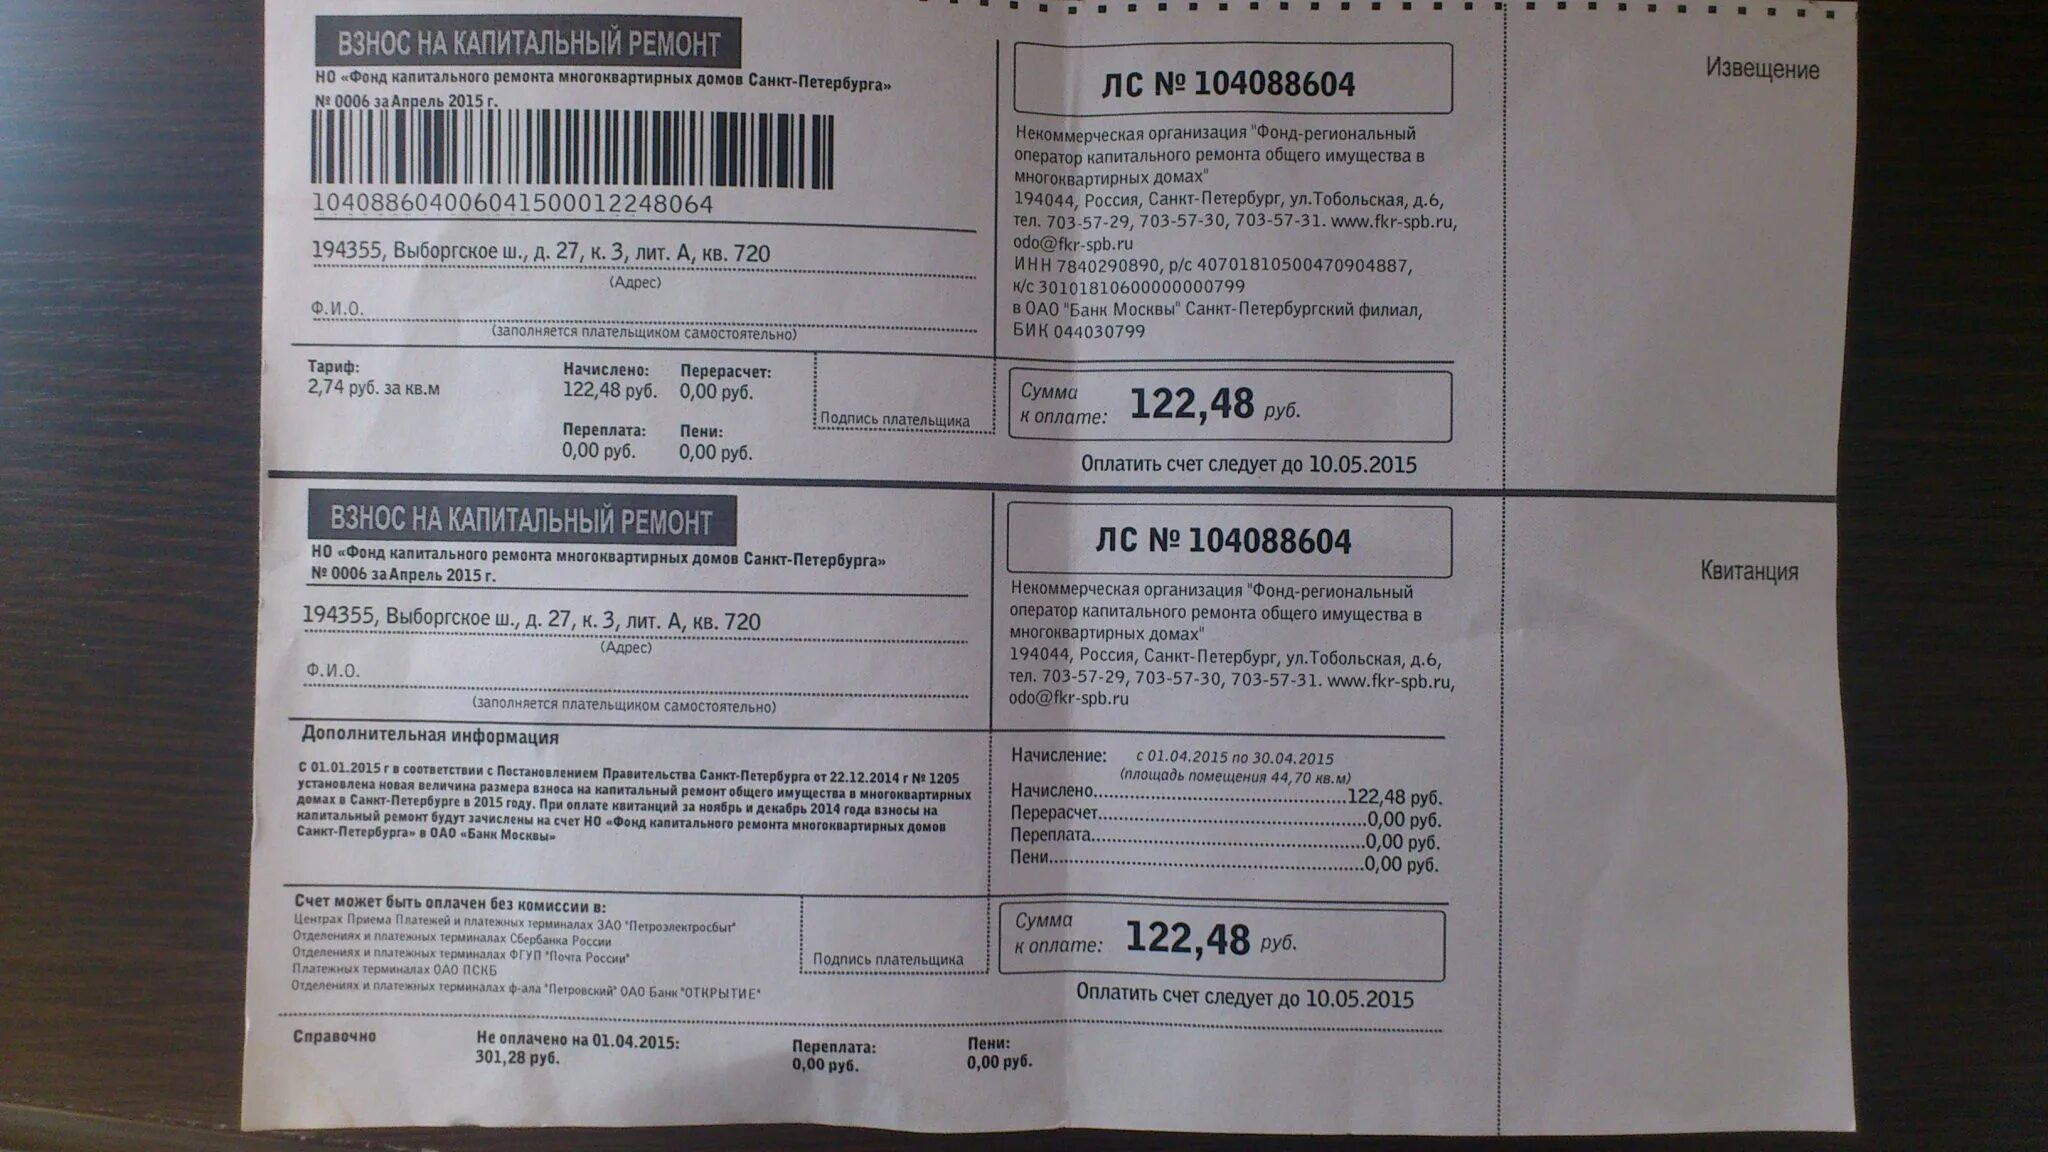 ВЗНОС НА КАПИТАЛЬНЫЙ РЕМОНТ
НО «Фонд капитального ремонта многоквартирных домов Санкт-Петербурга»
№ 0006 за Апрель 2015 г.
104088604006041500012248064
194355, Выборгское ш., д. 27, к. 3, лит. А, кв. 720
(Адрес)
Ф.И.О.
(заполняется плательщиком самостоятельно)
Тариф:
2,74 руб. за кв.м
Начислено: Перерасчет:
122,48 руб. 0,00 руб.
Переплата: Пени:
0,00 руб. 0,00 руб.
Подпись плательщика
ЛС № 104088604
Некоммерческая организация "Фонд-региональный
оператор капитального ремонта общего имущества в
многоквартирных домах"
194044, Россия, Санкт-Петербург, ул.Тобольская, д.6,
тел. 703-57-29, 703-57-30, 703-57-31. www.fkr-spb.ru,
odo@fkr-spb.ru
ИНН 7840290890, р/с 40701810500470904887,
к/с 30101810600000000799
в ОАО "Банк Москвы" Санкт-Петербургский филиал,
БИК 044030799
Сумма
к оплате: 122,48 руб.
Оплатить счет следует до 10.05.2015
Извещение
ВЗНОС НА КАПИТАЛЬНЫЙ РЕМОНТ
НО «Фонд капитального ремонта многоквартирных домов Санкт-Петербурга»
№ 0006 за Апрель 2015 г.
194355, Выборгское ш., д. 27, к. 3, лит. А, кв. 720
(Адрес)
Ф.И.О.
(заполняется плательщиком самостоятельно)
Дополнительная информация
С 01.01.2015 г в соответствии с Постановлением Правительства Санкт-Петербурга от 22.12.2014 г № 1205
установлена новая величина размера взноса на капитальный ремонт общего имущества в многоквартирных
домах в Санкт-Петербурге в 2015 году. При оплате квитанций за ноябрь и декабрь 2014 года взносы на
капитальный ремонт будут зачислены на счет НО «Фонд капитального ремонта многоквартирных домов
Санкт-Петербурга» в ОАО «Банк Москвы»
Счет может быть оплачен без комиссии в:
Центрах Приема Платежей и платежных терминалах ЗАО "Петроэлектросбыт"
Отделениях и платежных терминалах Сбербанка России
Отделениях и платежных терминалах ФГУП "Почта России"
Платежных терминалах ОАО ПСКБ
Отделениях и платежных терминалах ф-ала "Петровский" ОАО Банк "ОТКРЫТИЕ"
Подпись плательщика
ЛС № 104088604
Некоммерческая организация "Фонд-региональный
оператор капитального ремонта общего имущества в
многоквартирных домах"
194044, Россия, Санкт-Петербург, ул.Тобольская, д.6,
тел. 703-57-29, 703-57-30, 703-57-31. www.fkr-spb.ru,
odo@fkr-spb.ru
Начисление: с 01.04.2015 по 30.04.2015
(площадь помещения 44,70 кв.м)
Начислено..............................122,48 руб.
Перерасчет..............................0,00 руб.
Переплата..............................0,00 руб.
Пени..............................0,00 руб.
Сумма
к оплате: 122,48 руб.
Оплатить счет следует до 10.05.2015
Квитанция
Справочно
Не оплачено на 01.04.2015:
301,28 руб.
Переплата:
0,00 руб.
Пени:
0,00 руб.